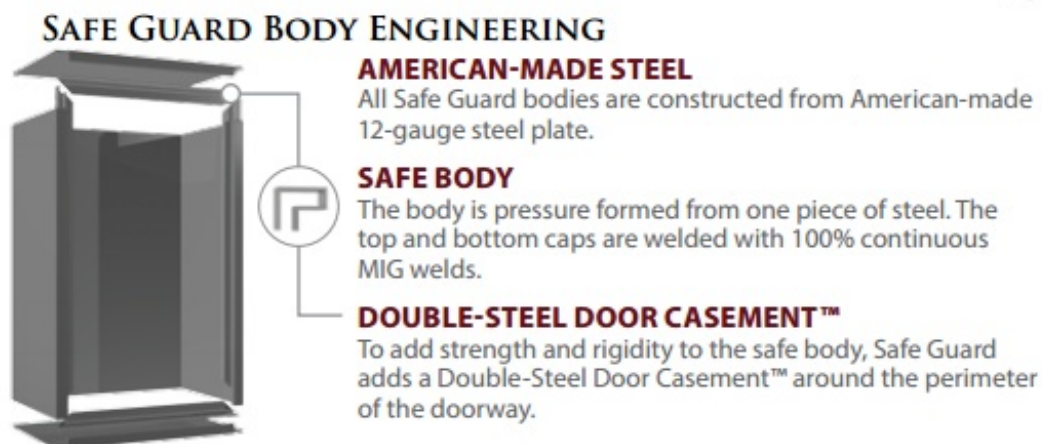 SAFE GUARD BODY ENGINEERING
AMERICAN-MADE STEEL
All Safe Guard bodies are constructed from American-made
12-gauge steel plate.
SAFE BODY
The body is pressure formed from one piece of steel. The
top and bottom caps are welded with 100% continuous
MIG welds.
DOUBLE-STEEL DOOR CASEMENT™
To add strength and rigidity to the safe body, Safe Guard
adds a Double-Steel Door Casement™ around the perimeter
of the doorway.